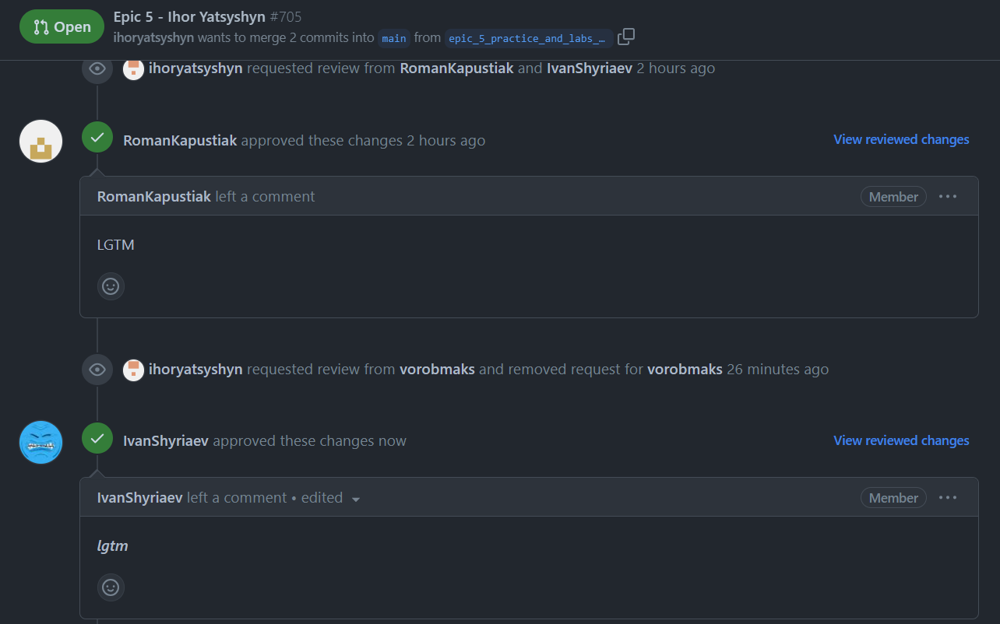 Open
Epic 5 - Ihor Yatsyshyn #705
ihoryatsyshyn wants to merge 2 commits into main from epic_5_practice_and_labs_…
ihoryatsyshyn requested review from RomanKapustiak and IvanShyriaev 2 hours ago
RomanKapustiak approved these changes 2 hours ago
View reviewed changes
RomanKapustiak left a comment
Member
LGTM
ihoryatsyshyn requested review from vorobmaks and removed request for vorobmaks 26 minutes ago
IvanShyriaev approved these changes now
View reviewed changes
IvanShyriaev left a comment • edited
Member
lgtm